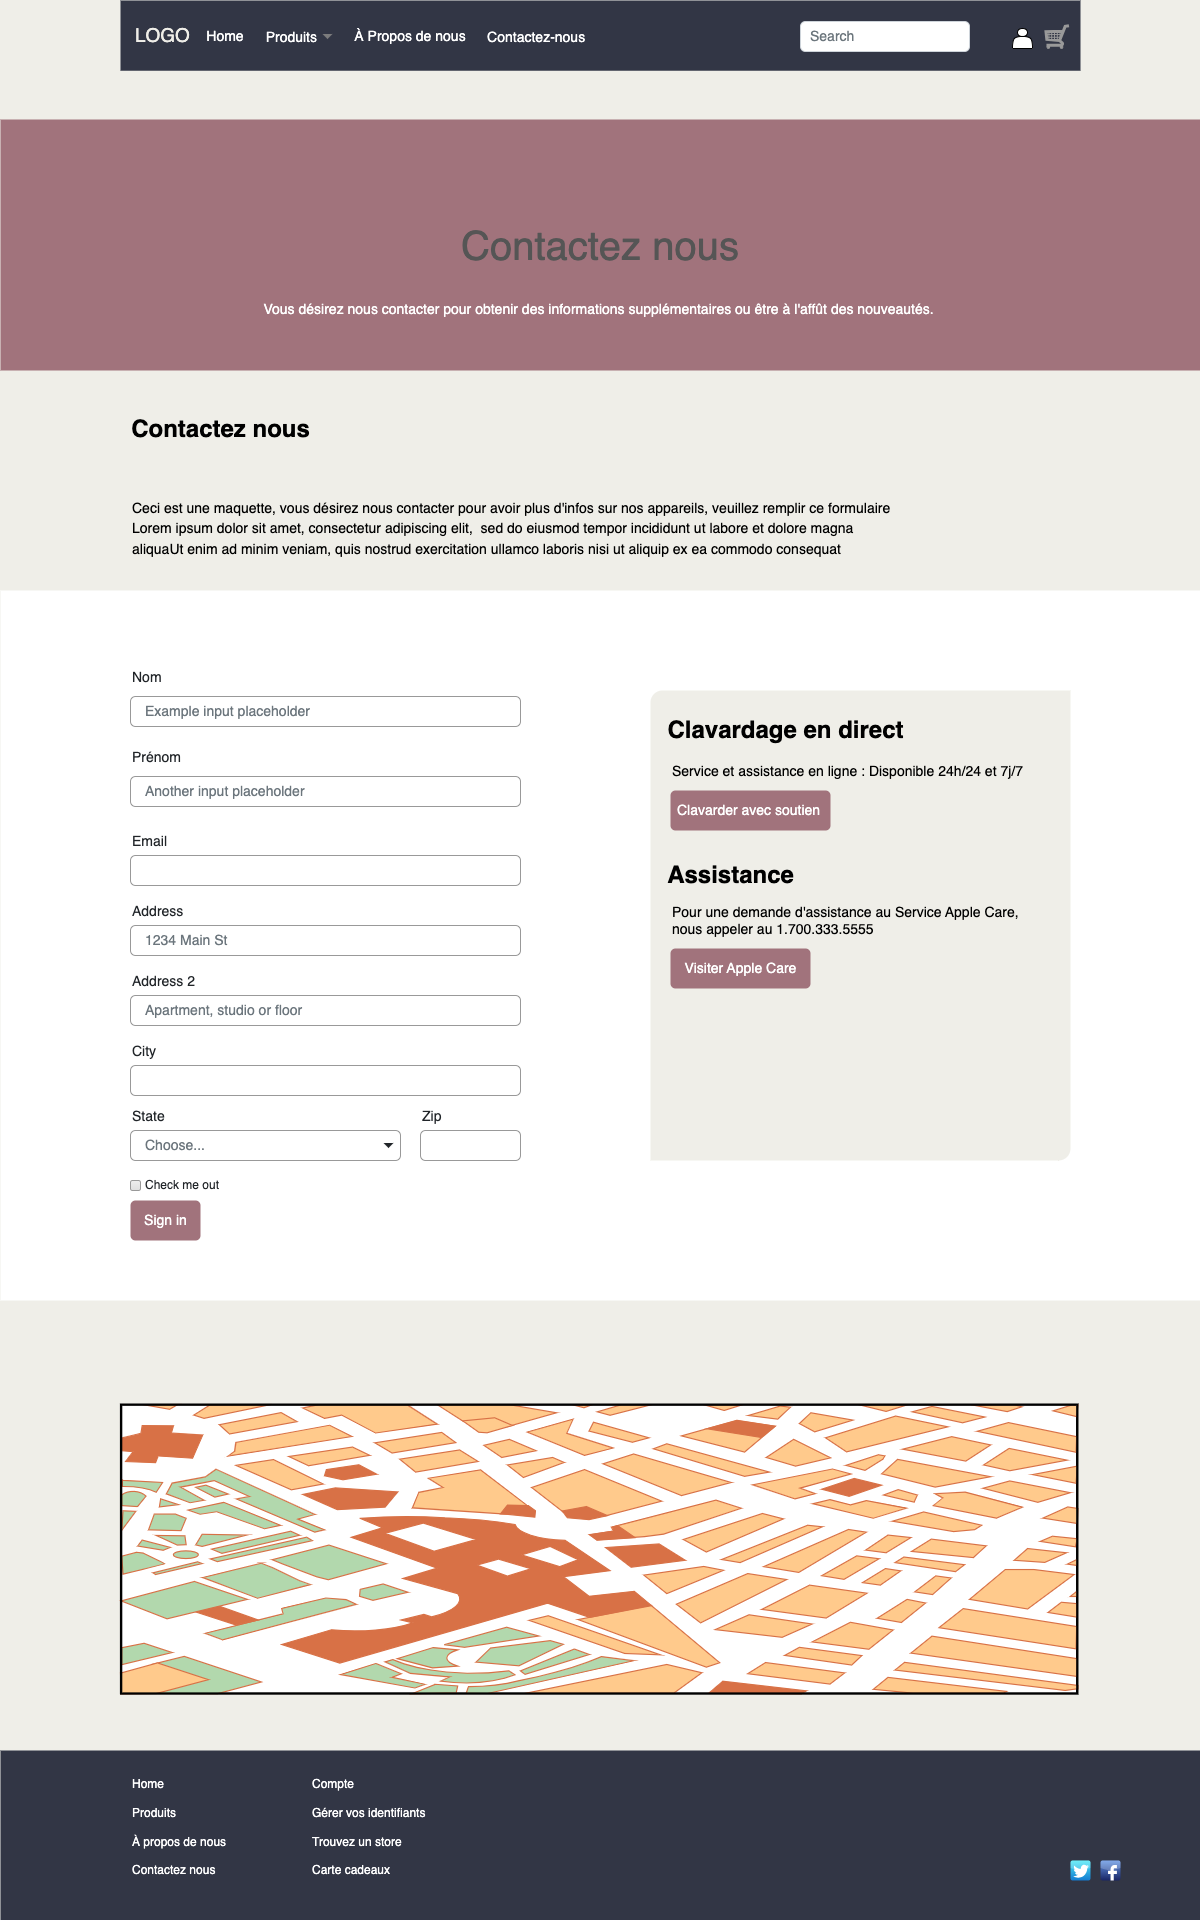 LOGO Home Produits À Propos de nous Contactez-nous Search
Contactez nous
Vous désirez nous contacter pour obtenir des informations supplémentaires ou être à l'affût des nouveautés.
Contactez nous
Ceci est une maquette, vous désirez nous contacter pour avoir plus d'infos sur nos appareils, veuillez remplir ce formulaire
Lorem ipsum dolor sit amet, consectetur adipiscing elit,  sed do eiusmod tempor incididunt ut labore et dolore magna
aliquaUt enim ad minim veniam, quis nostrud exercitation ullamco laboris nisi ut aliquip ex ea commodo consequat
Nom
Example input placeholder
Prénom
Another input placeholder
Email
Address
1234 Main St
Address 2
Apartment, studio or floor
City
State Zip
Choose...
Check me out
Sign in
Clavardage en direct
Service et assistance en ligne : Disponible 24h/24 et 7j/7
Clavarder avec soutien
Assistance
Pour une demande d'assistance au Service Apple Care,
nous appeler au 1.700.333.5555
Visiter Apple Care
Home
Produits
À propos de nous
Contactez nous
Compte
Gérer vos identifiants
Trouvez un store
Carte cadeaux